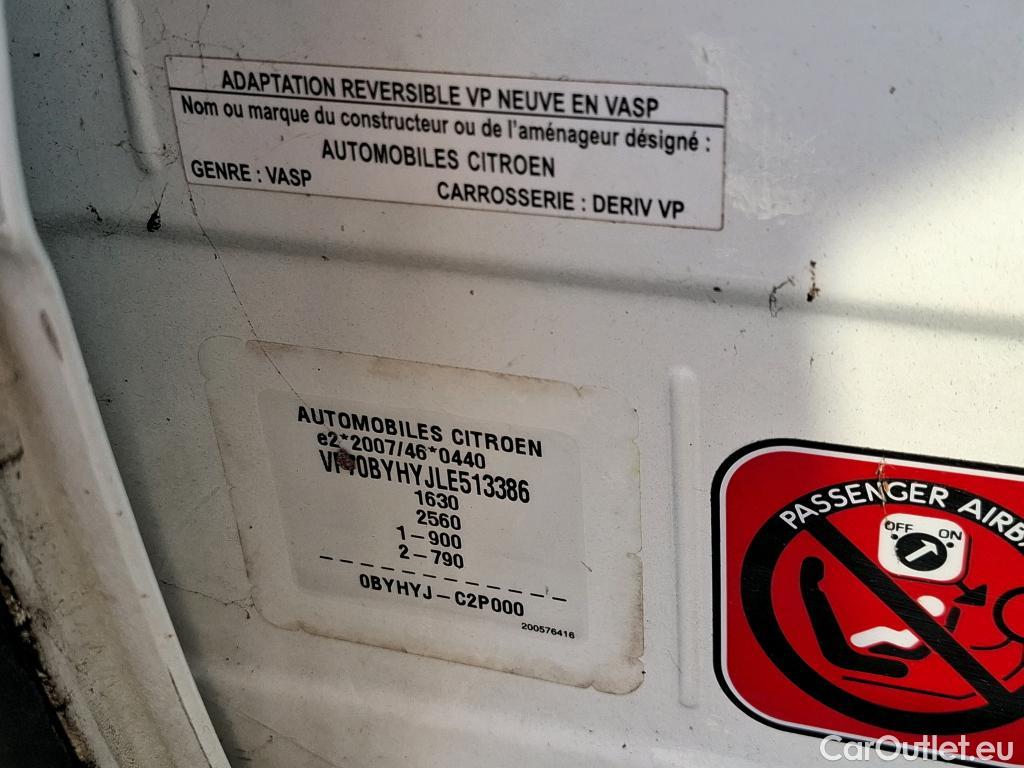 ADAPTATION REVERSIBLE VP NEUVE EN VASP
Nom ou marque du constructeur ou de l'aménageur désigné :
AUTOMOBILES CITROEN
GENRE : VASP
CARROSSERIE : DERIV VP
AUTOMOBILES CITROEN
e2*2007/46*0440
0BYHYJLE513386
1630
2560
1-900
2-790
0BYHYJ-C2P000
200576416
PASSENGER
OFF ON
CarOutlet.eu